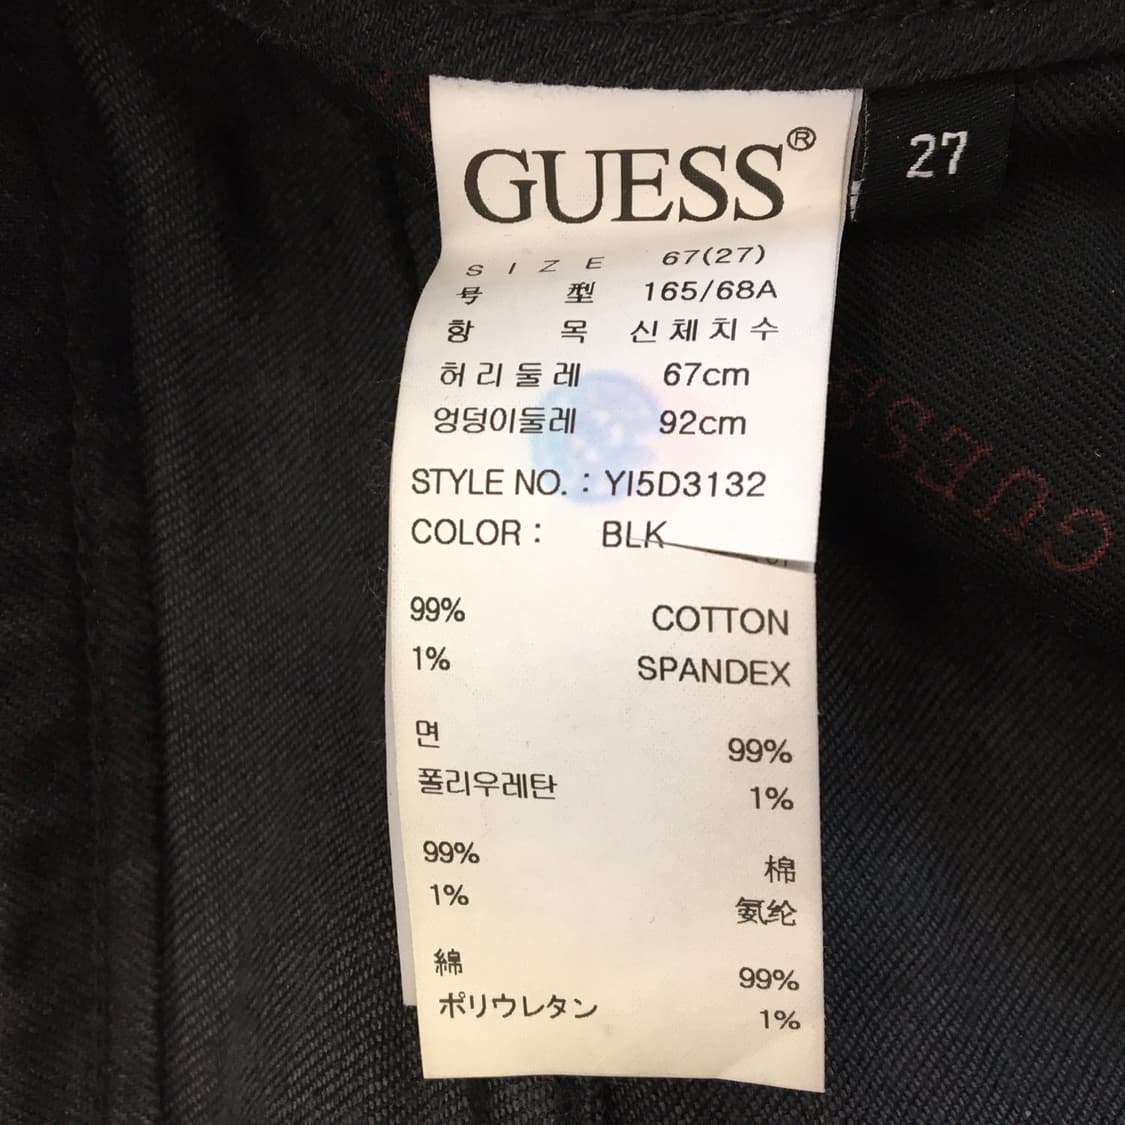 GUESS®
27
SIZE 67(27)
号型 165/68A
항목 신체치수
허리둘레 67cm
엉덩이둘레 92cm
STYLE NO. : YI5D3132
COLOR : BLK
99% COTTON
1% SPANDEX
면 99%
폴리우레탄 1%
99% 棉
1% 氨纶
綿 99%
ポリウレタン 1%
GUESS